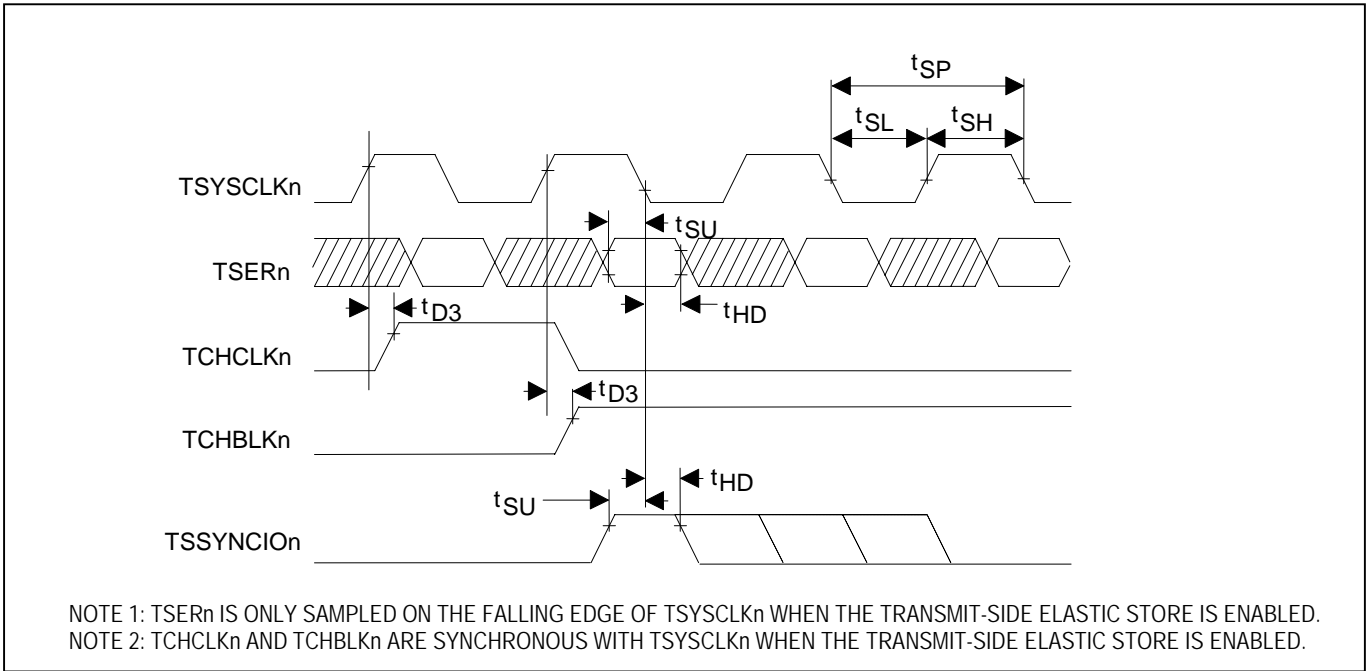 tSP
tSL tSH
TSYSCLKn
tSU
TSERn
tD3 tHD
TCHCLKn
tD3
TCHBLKn
tHD
tSU
TSSYNCIOn
NOTE 1: TSERn IS ONLY SAMPLED ON THE FALLING EDGE OF TSYSCLKn WHEN THE TRANSMIT-SIDE ELASTIC STORE IS ENABLED.
NOTE 2: TCHCLKn AND TCHBLKn ARE SYNCHRONOUS WITH TSYSCLKn WHEN THE TRANSMIT-SIDE ELASTIC STORE IS ENABLED.